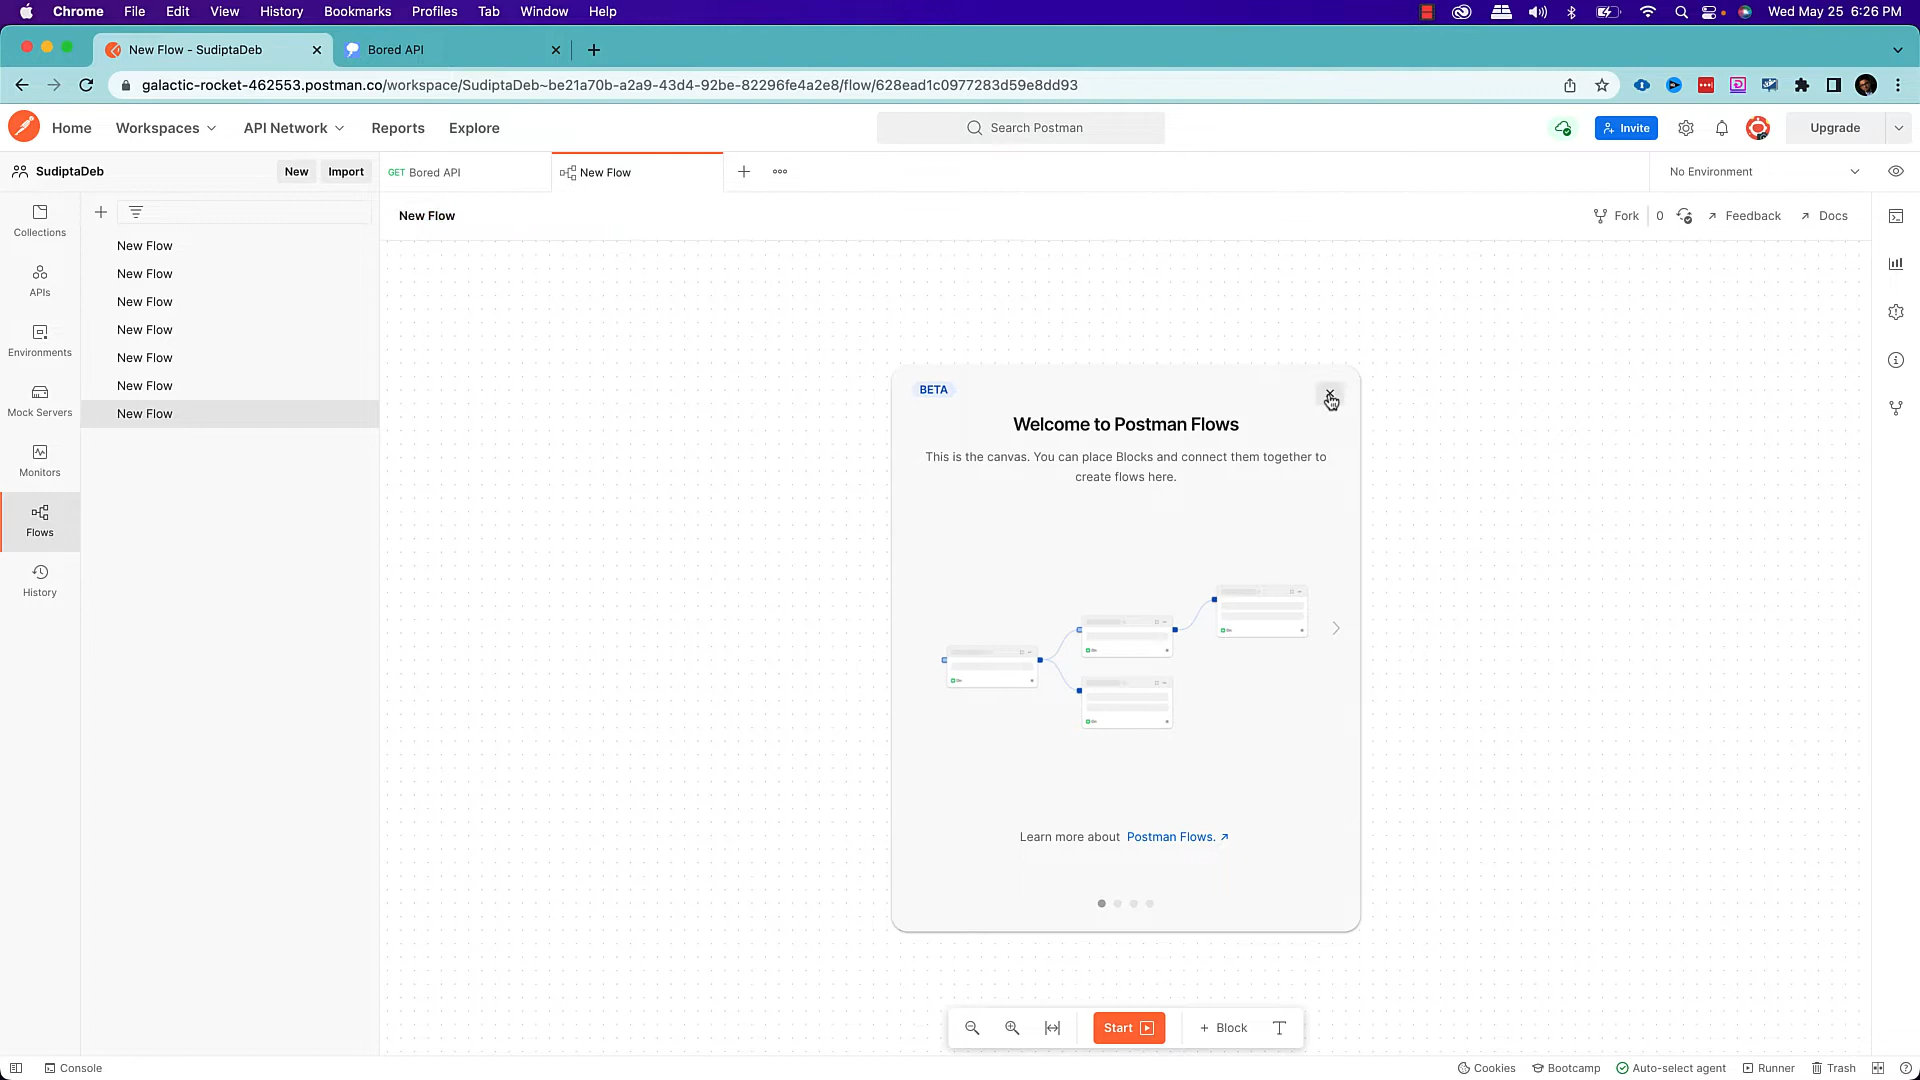 Chrome File Edit View History Bookmarks Profiles Tab Window Help Wed May 25 6:26 PM
New Flow - SudiptaDeb Bored API
galactic-rocket-462553.postman.co/workspace/SudiptaDeb~be21a70b-a2a9-43d4-92be-82296fe4a2e8/flow/628ead1c0977283d59e8dd93
Home Workspaces API Network Reports Explore Search Postman Invite Upgrade
SudiptaDeb New Import GET Bored API New Flow No Environment
New Flow Fork 0 Feedback Docs
Collections
APIs
Environments
Mock Servers
Monitors
Flows
History
New Flow
New Flow
New Flow
New Flow
New Flow
New Flow
New Flow
BETA
Welcome to Postman Flows
This is the canvas. You can place Blocks and connect them together to
create flows here.
Learn more about Postman Flows.
Start Block
Console Cookies Bootcamp Auto-select agent Runner Trash